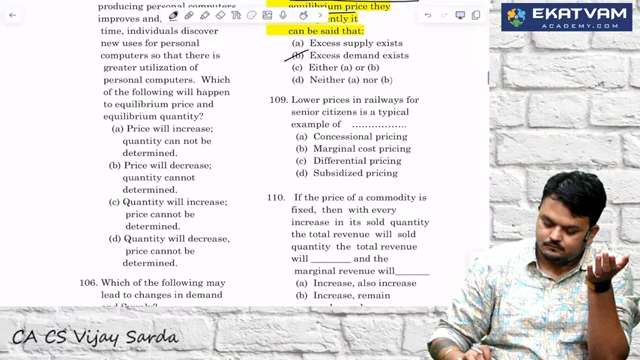 producing personal computers
improves and,
time, individuals discover
new uses for personal
computers so that there is
greater utilization of
personal computers. Which
of the following will happen
to equilibrium price and
equilibrium quantity?
(a) Price will increase;
quantity can not be
determined.
(b) Price will decrease;
quantity cannot
determined.
(c) Quantity will increase;
price cannot be
determined.
(d) Quantity will decrease,
price cannot be
determined.
106. Which of the following may
lead to changes in demand
equilibrium price they
it
can be said that:
(a) Excess supply exists
(b) Excess demand exists
(c) Either (a) or (b)
(d) Neither (a) nor (b)
109. Lower prices in railways for
senior citizens is a typical
example of ……………..
(a) Concessional pricing
(b) Marginal cost pricing
(c) Differential pricing
(d) Subsidized pricing
110. If the price of a commodity is
fixed, then with every
increase in its sold quantity
the total revenue will sold
quantity the total revenue
will ________ and the
marginal revenue will_______
(a) Increase, also increase
(b) Increase, remain
EKATVAM
ACADEMY.COM
CA CS Vijay Sarda